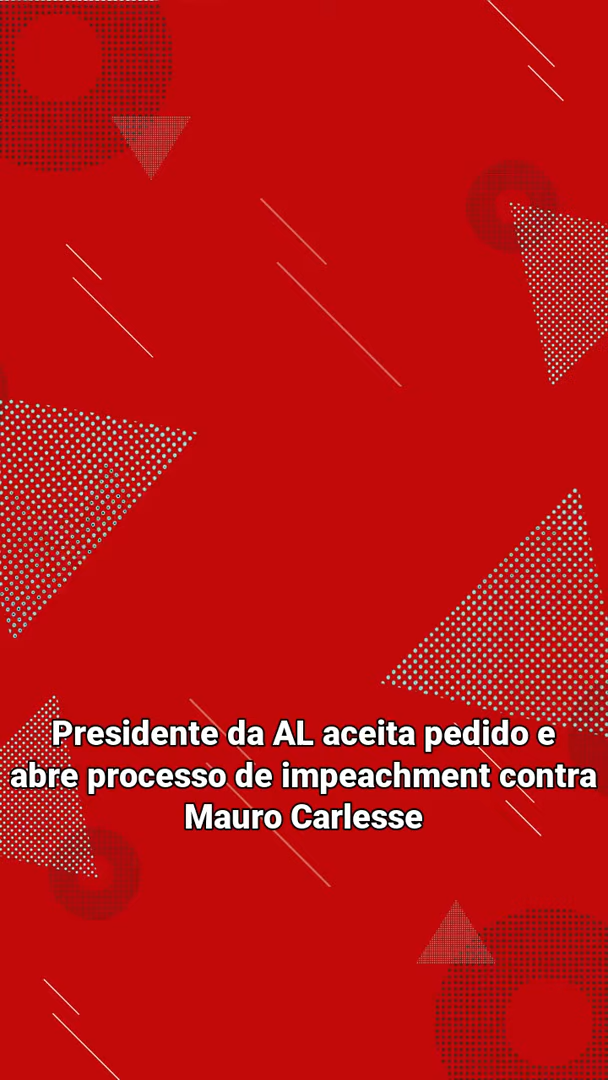 Presidente da AL aceita pedido e
abre processo de impeachment contra
Mauro Carlesse